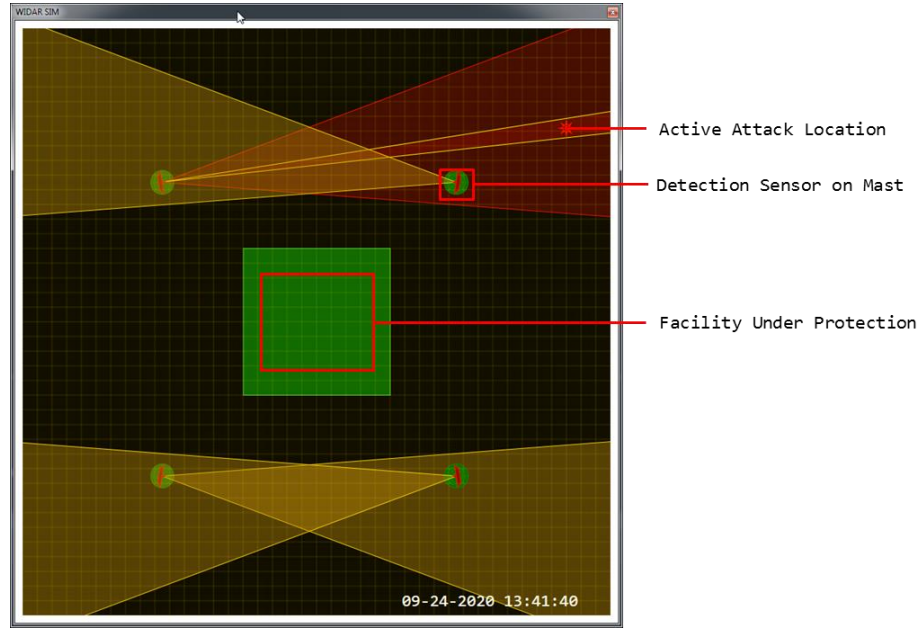 WIDAR SIM
Active Attack Location
Detection Sensor on Mast
Facility Under Protection
09-24-2020 13:41:40